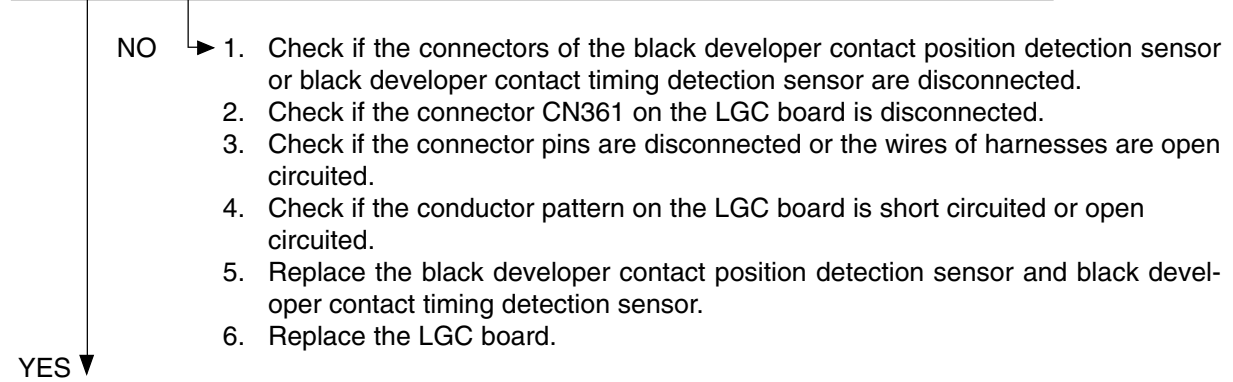 NO 1. Check if the connectors of the black developer contact position detection sensor
or black developer contact timing detection sensor are disconnected.
2. Check if the connector CN361 on the LGC board is disconnected.
3. Check if the connector pins are disconnected or the wires of harnesses are open
circuited.
4. Check if the conductor pattern on the LGC board is short circuited or open
circuited.
5. Replace the black developer contact position detection sensor and black devel-
oper contact timing detection sensor.
6. Replace the LGC board.
YES